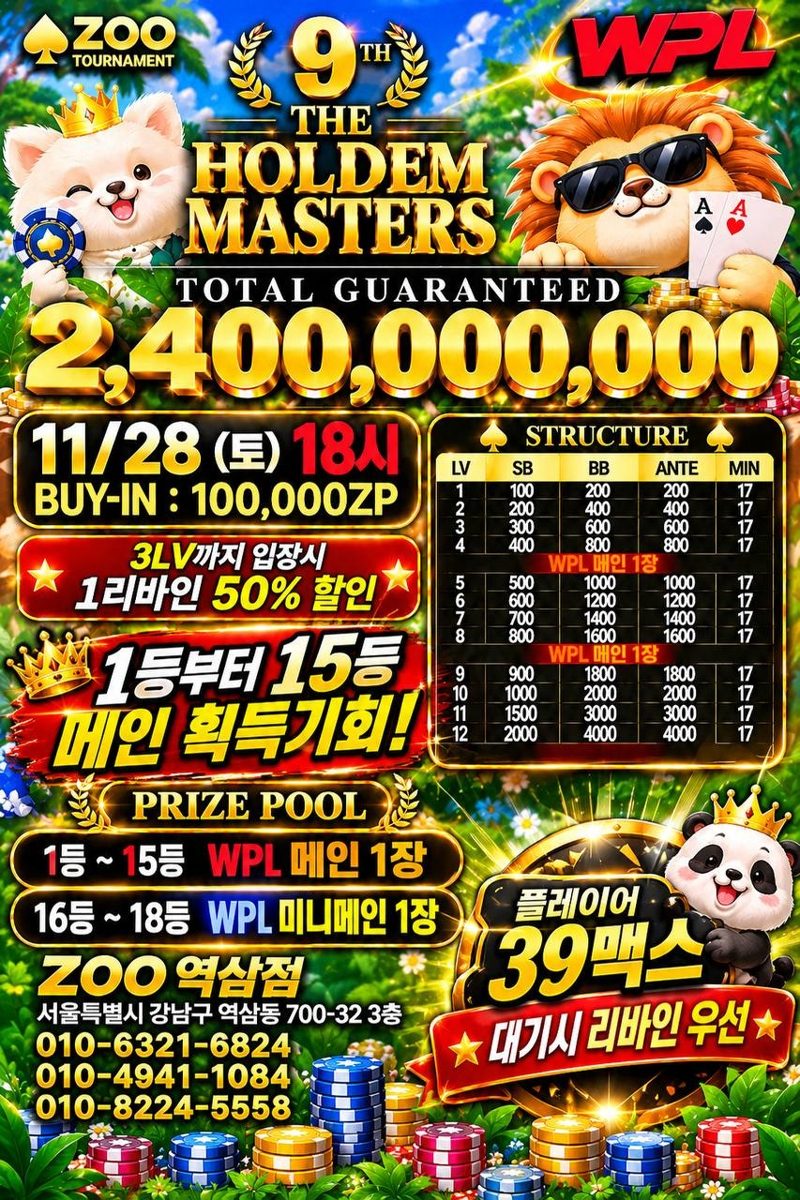 ZOO
TOURNAMENT
WPL
9TH
THE
HOLDEM
MASTERS
A A
TOTAL GUARANTEED
2,400,000,000
11/28 (토) 18시
BUY-IN : 100,000ZP
3LV까지 입장시
1리바인 50% 할인
1등부터 15등
메인 획득기회!
STRUCTURE
LV SB BB ANTE MIN
1 100 200 200 17
2 200 400 400 17
3 300 600 600 17
4 400 800 800 17
WPL 메인 1장
5 500 1000 1000 17
6 600 1200 1200 17
7 700 1400 1400 17
8 800 1600 1600 17
WPL 메인 1장
9 900 1800 1800 17
10 1000 2000 2000 17
11 1500 3000 3000 17
12 2000 4000 4000 17
PRIZE POOL
1등 ~ 15등 WPL 메인 1장
16등 ~ 18등 WPL 미니메인 1장
ZOO 역삼점
서울특별시 강남구 역삼동 700-32 3층
010-6321-6824
010-4941-1084
010-8224-5558
플레이어
39맥스
대기시 리바인 우선